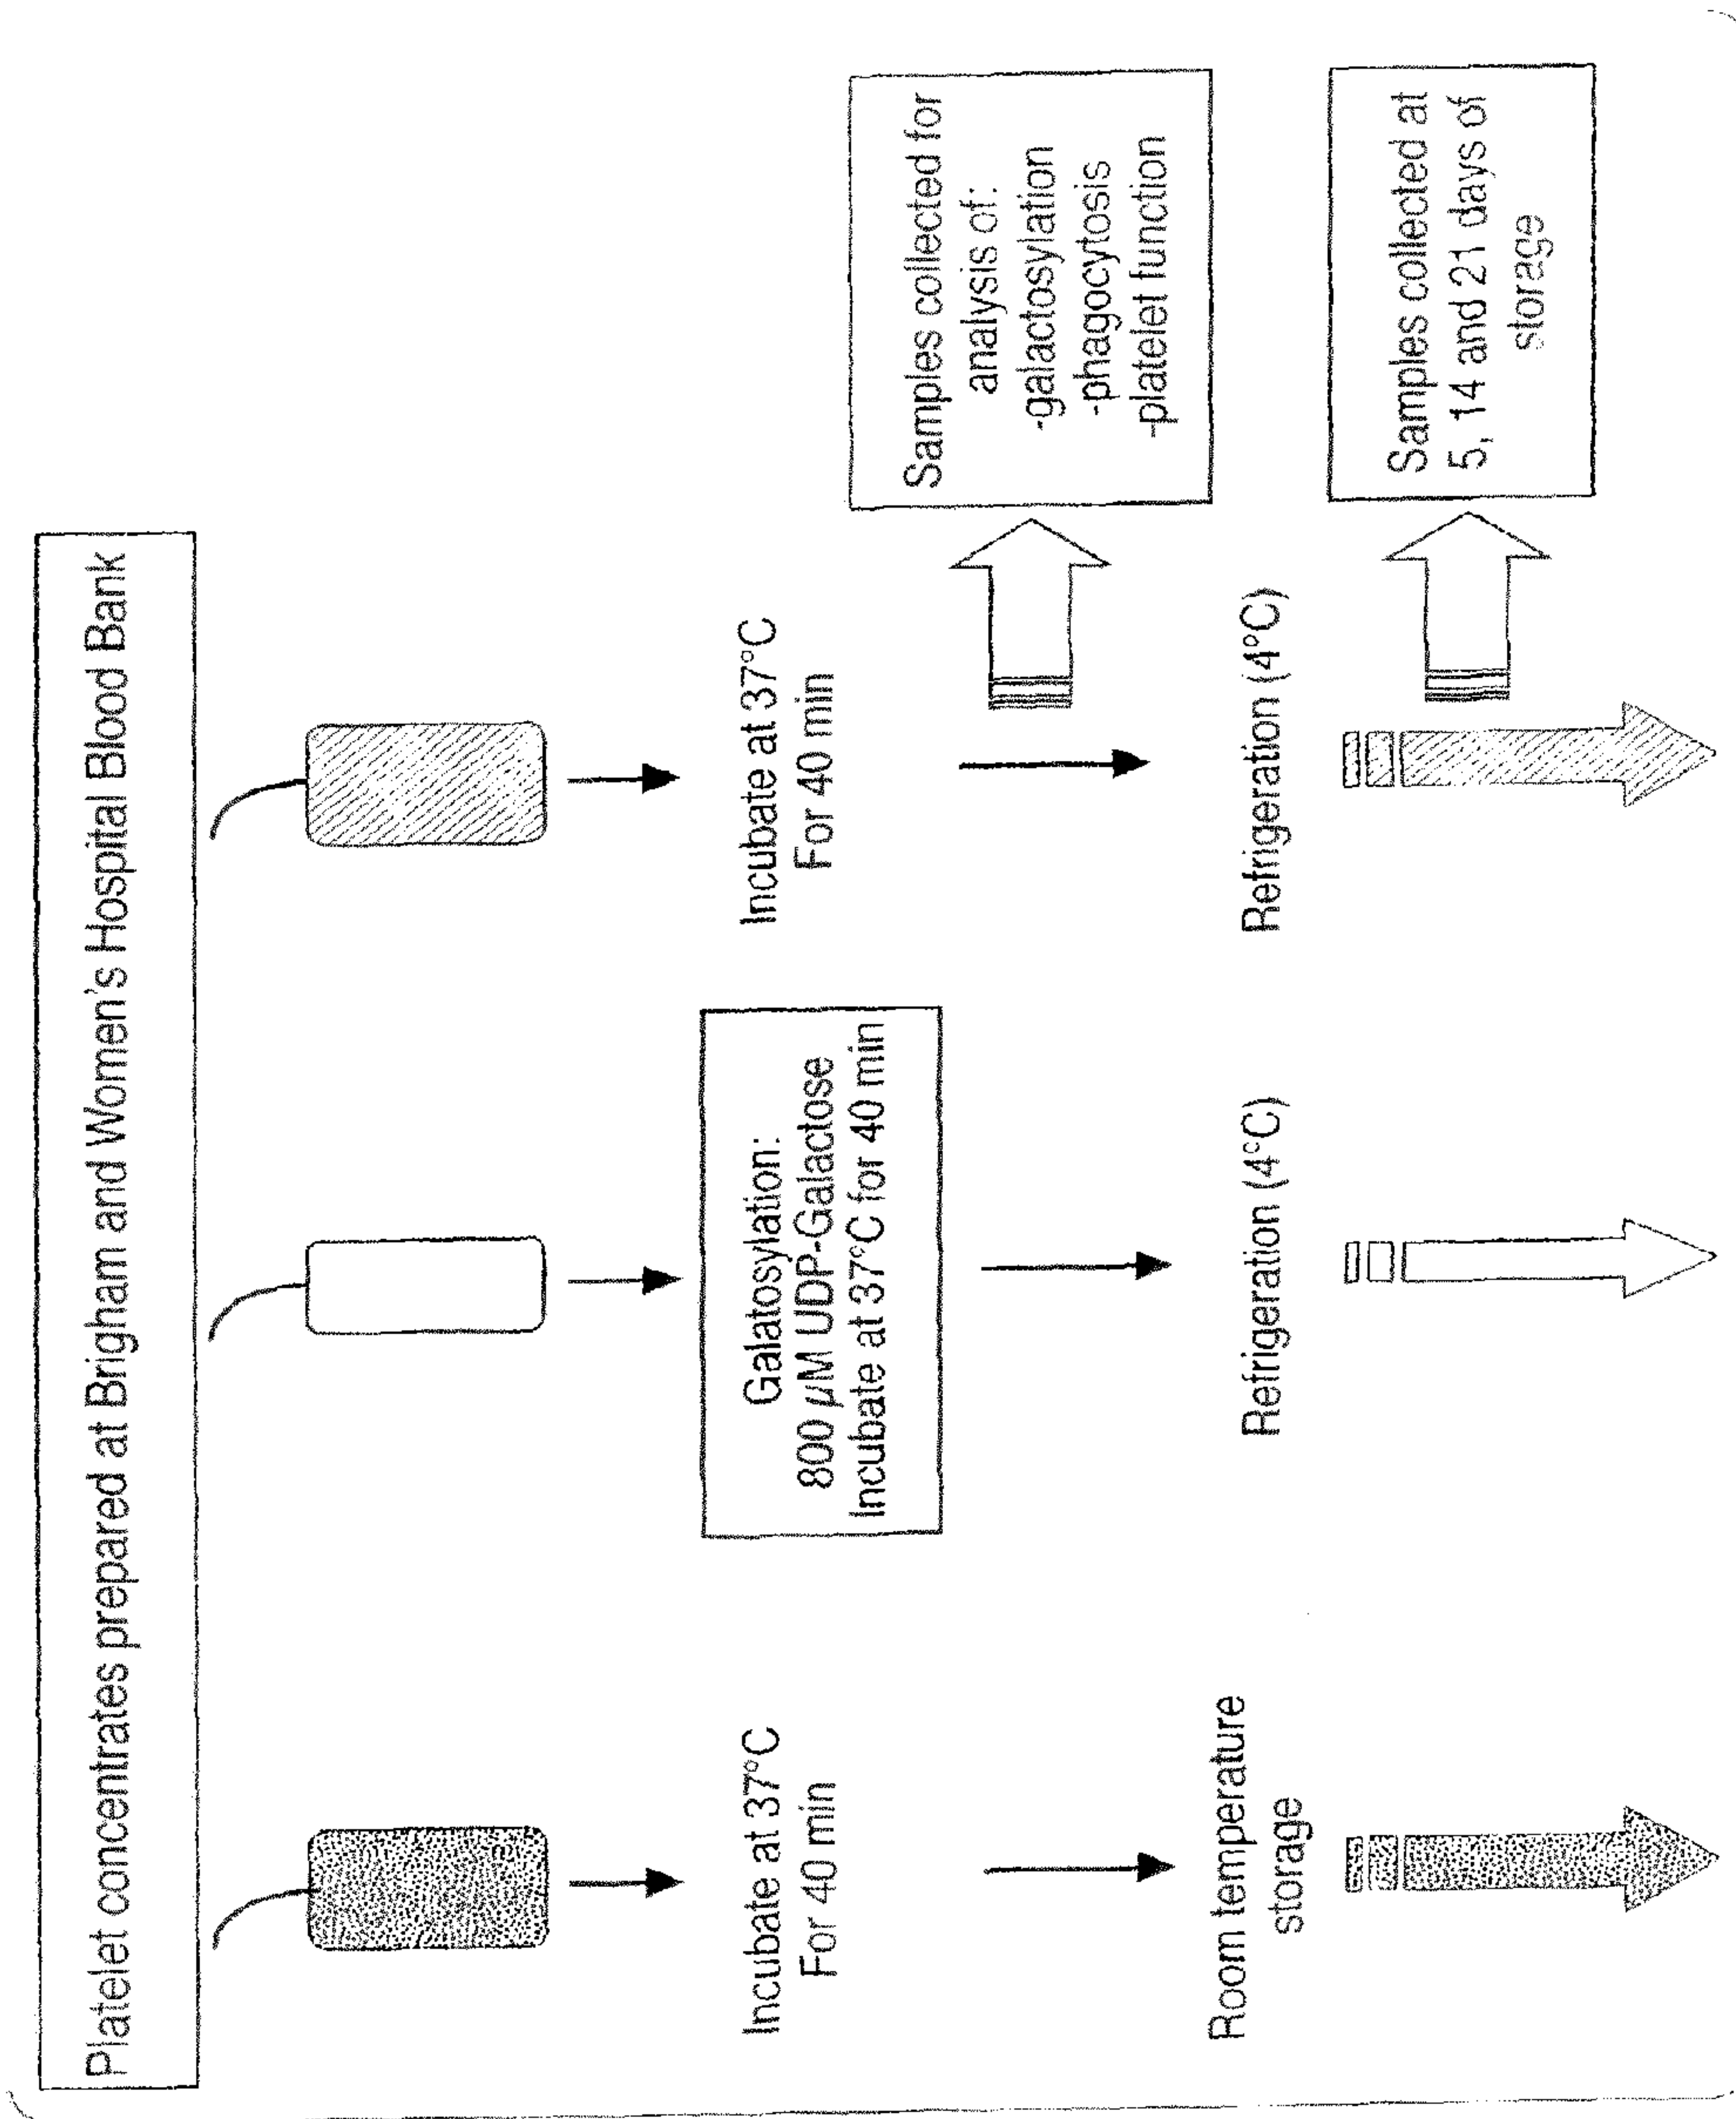 Platelet concentrates prepared at Brigham and Women's Hospital Blood Bank
Incubate at 37°C
For 40 min
Galatosylation:
800 µM UDP-Galactose
Incubate at 37°C for 40 min
Incubate at 37°C
For 40 min
Samples collected for
analysis of:
-galactosylation
-phagocytosis
-platelet function
Room temperature
storage
Refrigeration (4°C)
Refrigeration (4°C)
Samples collected at
5, 14 and 21 days of
storage